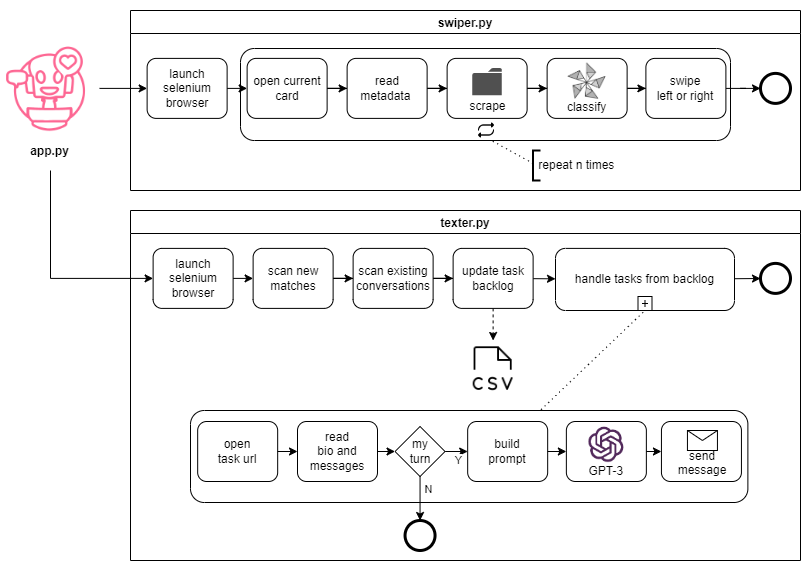 swiper.py
launch
selenium
browser
open current
card
read
metadata
scrape
classify
swipe
left or right
app.py
repeat n times
texter.py
launch
selenium
browser
scan new
matches
scan existing
conversations
update task
backlog
handle tasks from backlog
+
CSV
open
task url
read
bio and
messages
my
turn
Y
N
build
prompt
GPT-3
send
message